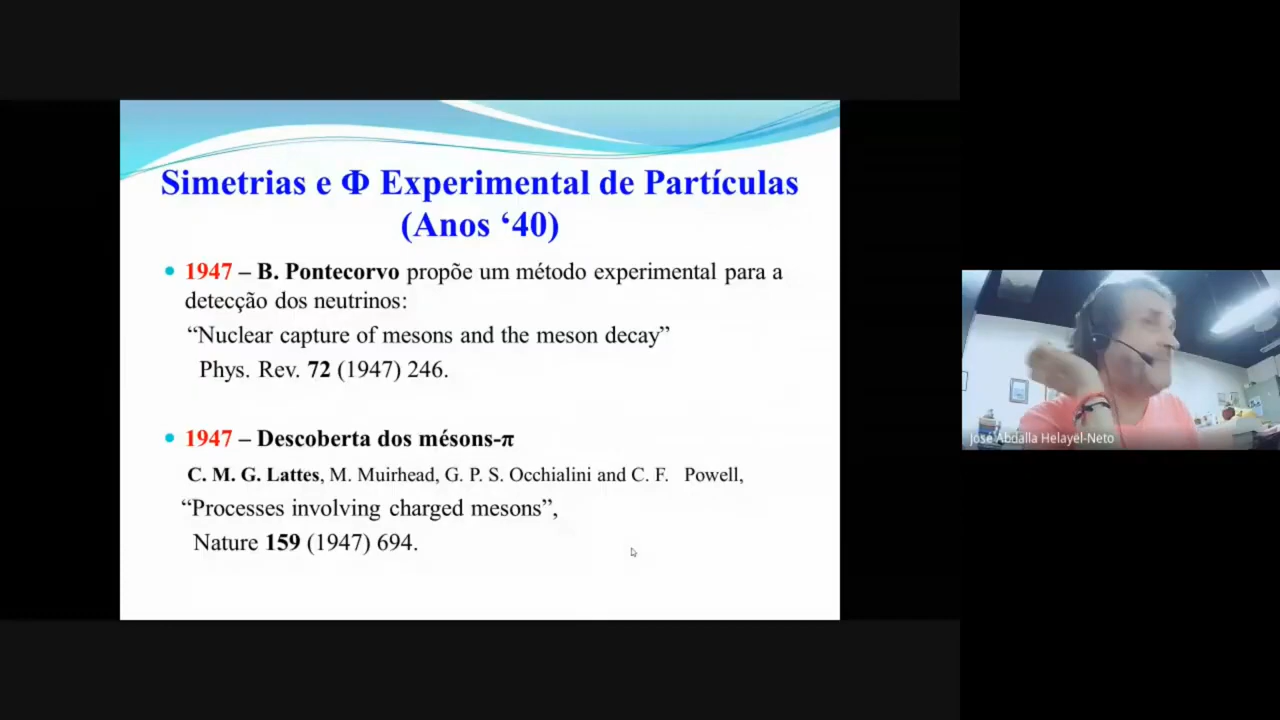 Simetrias e Φ Experimental de Partículas
(Anos ‘40)
• 1947 – B. Pontecorvo propõe um método experimental para a
detecção dos neutrinos:
“Nuclear capture of mesons and the meson decay”
Phys. Rev. 72 (1947) 246.
• 1947 – Descoberta dos mésons-π
C. M. G. Lattes, M. Muirhead, G. P. S. Occhialini and C. F. Powell,
“Processes involving charged mesons”,
Nature 159 (1947) 694.
José Abdalla Helayel-Neto